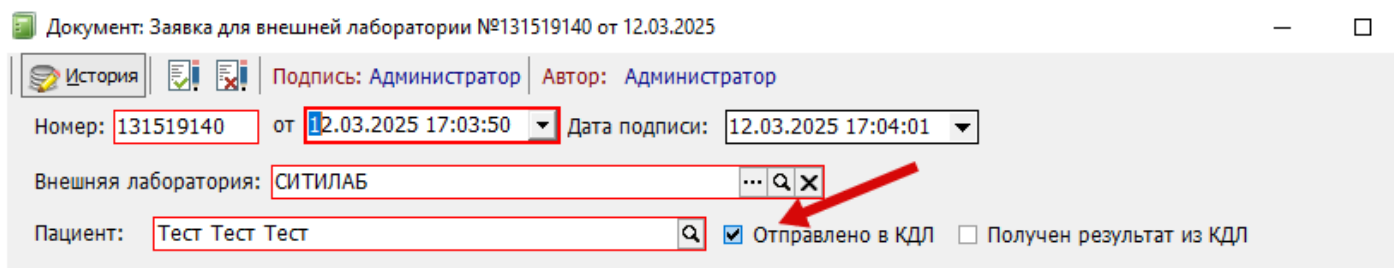 Документ: Заявка для внешней лаборатории №131519140 от 12.03.2025
История Подпись: Администратор Автор: Администратор
Номер: 131519140 от 12.03.2025 17:03:50 Дата подписи: 12.03.2025 17:04:01
Внешняя лаборатория: СИТИЛАБ
Пациент: Тест Тест Тест Отправлено в КДЛ Получен результат из КДЛ